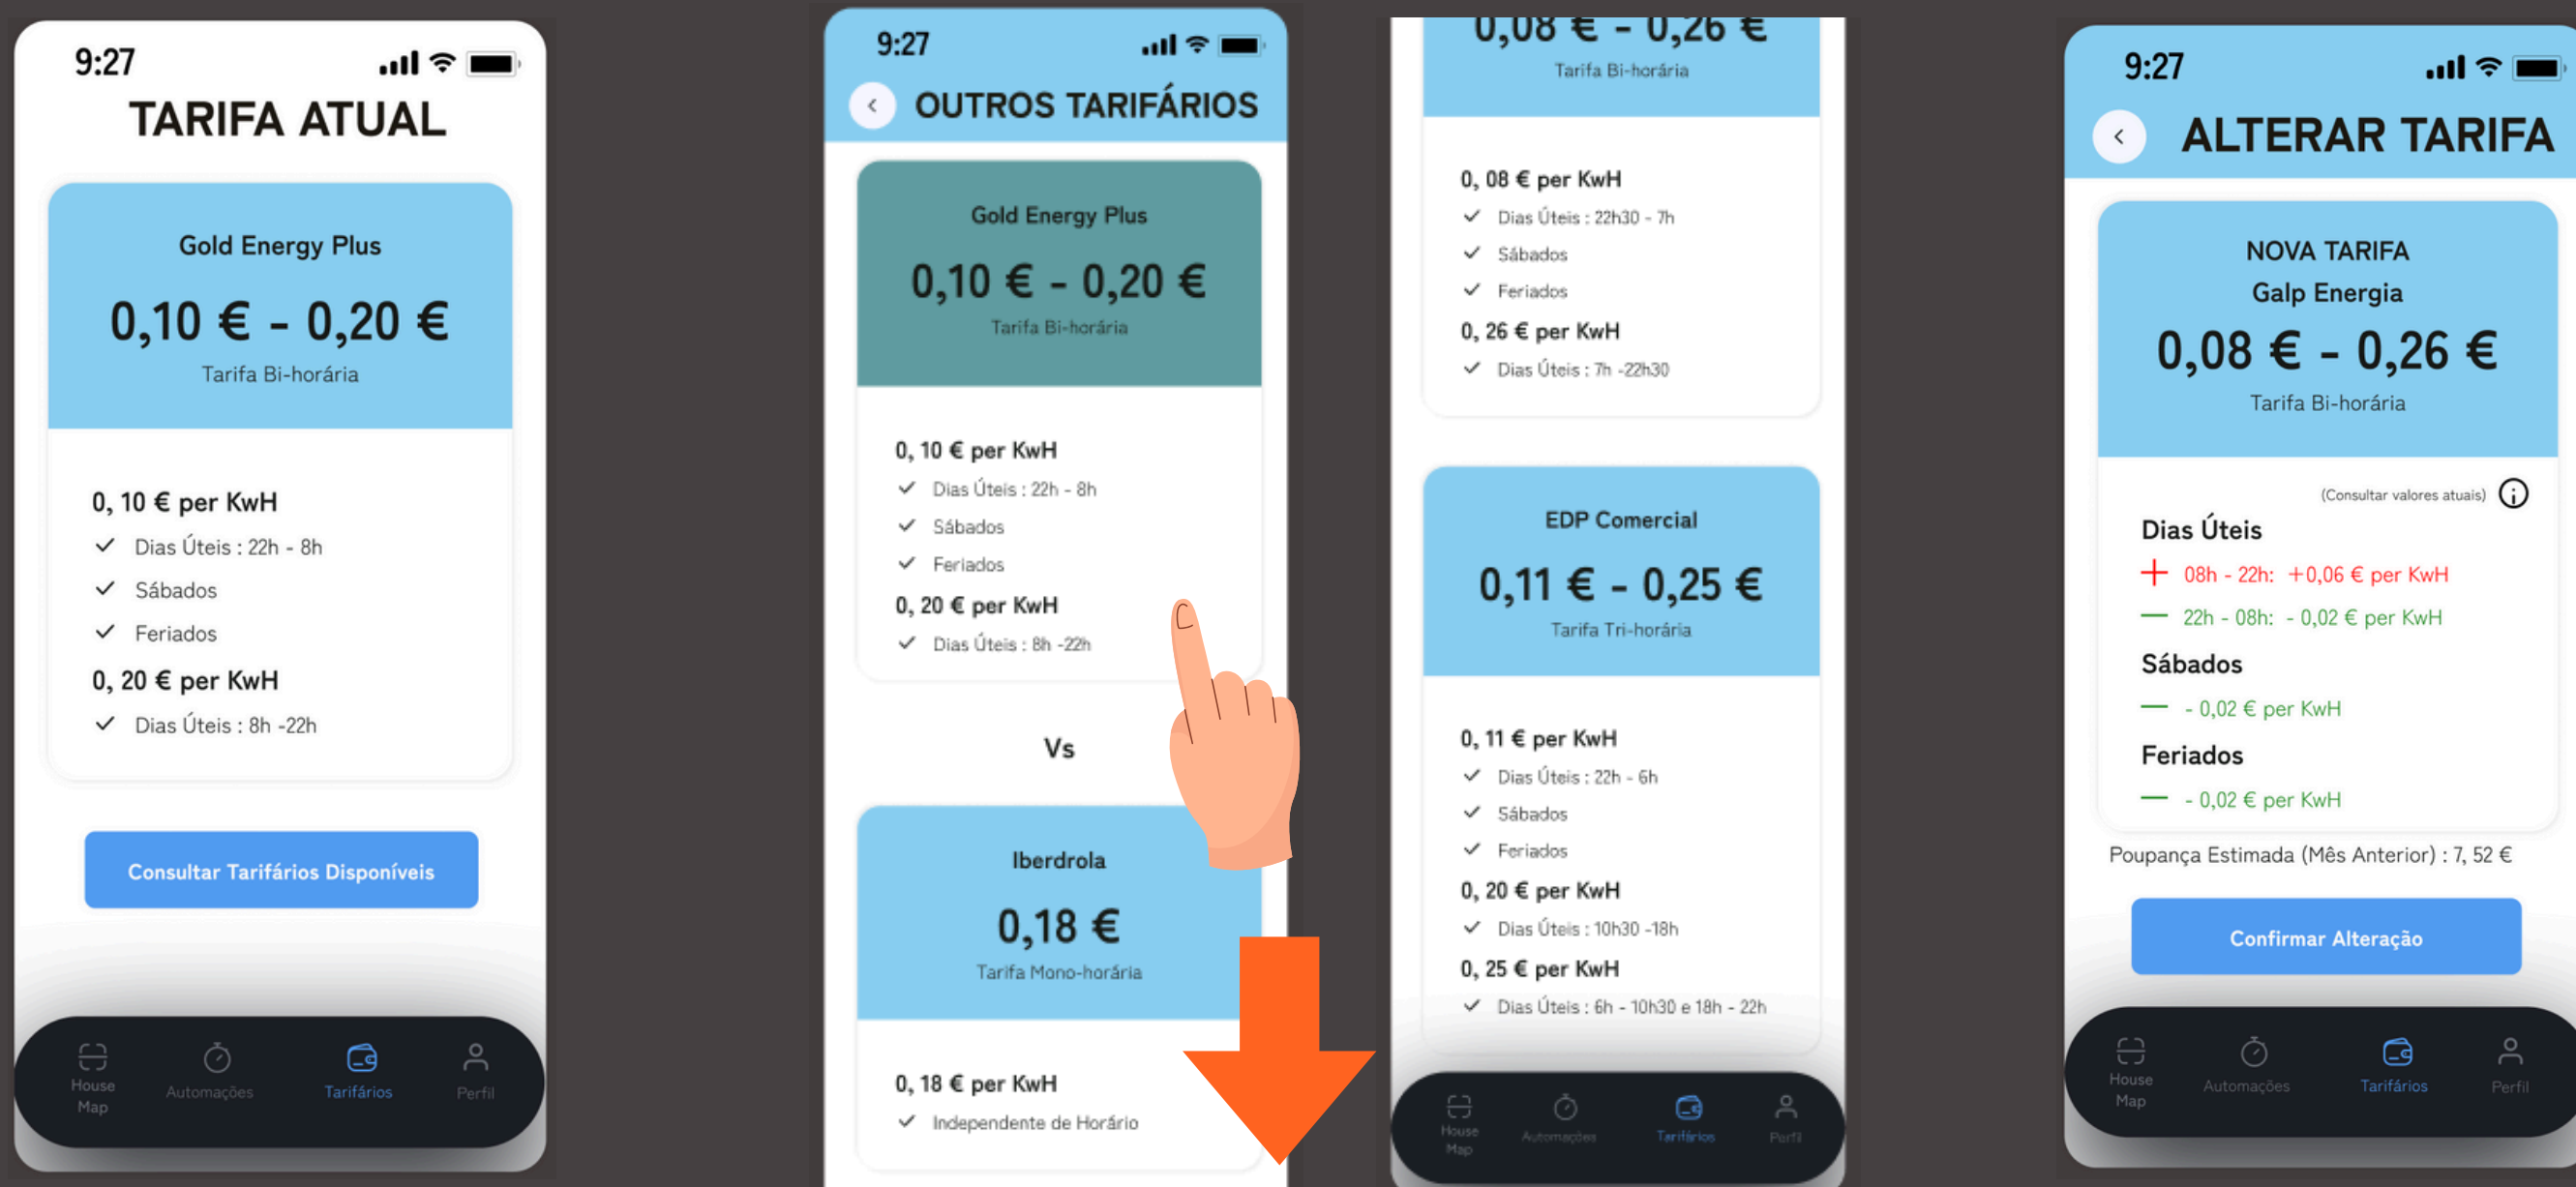 9:27
TARIFA ATUAL
Gold Energy Plus
0,10 € - 0,20 €
Tarifa Bi-horária
0, 10 € per KwH
Dias Úteis : 22h - 8h
Sábados
Feriados
0, 20 € per KwH
Dias Úteis : 8h -22h
Consultar Tarifários Disponíveis
House
Map
Automações
Tarifários
Perfil
9:27
OUTROS TARIFÁRIOS
Gold Energy Plus
0,10 € - 0,20 €
Tarifa Bi-horária
0, 10 € per KwH
Dias Úteis : 22h - 8h
Sábados
Feriados
0, 20 € per KwH
Dias Úteis : 8h -22h
Vs
Iberdrola
0,18 €
Tarifa Mono-horária
0, 18 € per KwH
Independente de Horário
0,08 € - 0,26 €
Tarifa Bi-horária
0, 08 € per KwH
Dias Úteis : 22h30 - 7h
Sábados
Feriados
0, 26 € per KwH
Dias Úteis : 7h -22h30
EDP Comercial
0,11 € - 0,25 €
Tarifa Tri-horária
0, 11 € per KwH
Dias Úteis : 22h - 6h
Sábados
Feriados
0, 20 € per KwH
Dias Úteis : 10h30 -18h
0, 25 € per KwH
Dias Úteis : 6h - 10h30 e 18h - 22h
House
Map
Automações
Tarifários
Perfil
9:27
ALTERAR TARIFA
NOVA TARIFA
Galp Energia
0,08 € - 0,26 €
Tarifa Bi-horária
(Consultar valores atuais)
Dias Úteis
08h - 22h: +0,06 € per KwH
22h - 08h: - 0,02 € per KwH
Sábados
- 0,02 € per KwH
Feriados
- 0,02 € per KwH
Poupança Estimada (Mês Anterior) : 7, 52 €
Confirmar Alteração
House
Map
Automações
Tarifários
Perfil